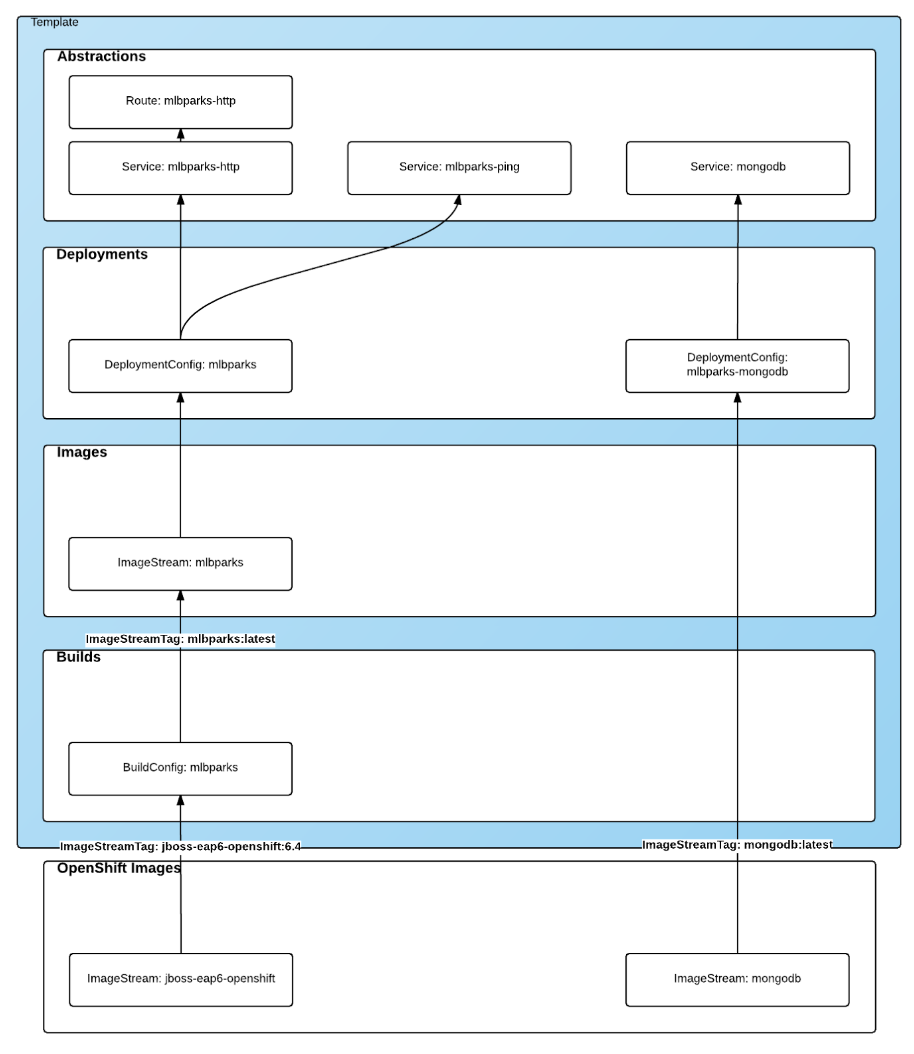 Template
Abstractions
Route: mlbparks-http
Service: mlbparks-http
Service: mlbparks-ping
Service: mongodb
Deployments
DeploymentConfig: mlbparks
DeploymentConfig:
mlbparks-mongodb
Images
ImageStream: mlbparks
ImageStreamTag: mlbparks:latest
Builds
BuildConfig: mlbparks
ImageStreamTag: jboss-eap6-openshift:6.4
ImageStreamTag: mongodb:latest
OpenShift Images
ImageStream: jboss-eap6-openshift
ImageStream: mongodb